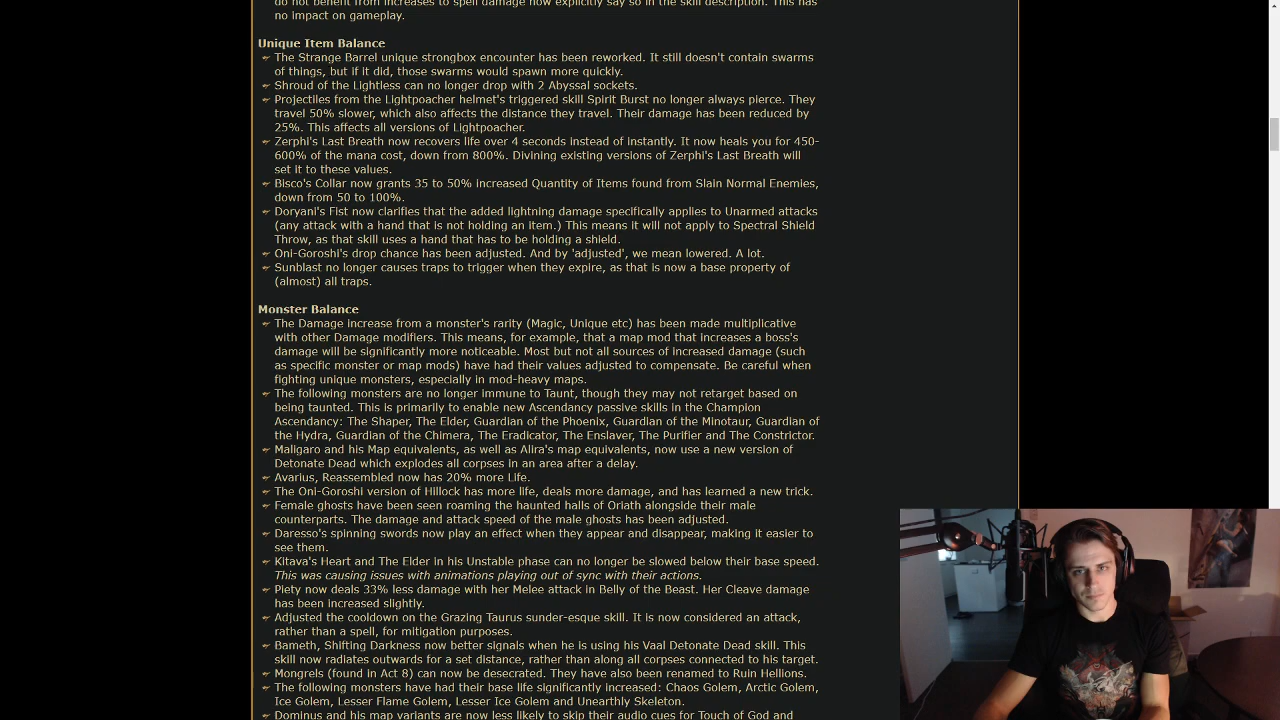 do not benefit from increases to spell damage now explicitly say so in the skill description. This has
no impact on gameplay.
Unique Item Balance
The Strange Barrel unique strongbox encounter has been reworked. It still doesn't contain swarms
of things, but if it did, those swarms would spawn more quickly.
Shroud of the Lightless can no longer drop with 2 Abyssal sockets.
Projectiles from the Lightpoacher helmet's triggered skill Spirit Burst no longer always pierce. They
travel 50% slower, which also affects the distance they travel. Their damage has been reduced by
25%. This affects all versions of Lightpoacher.
Zerphi's Last Breath now recovers life over 4 seconds instead of instantly. It now heals you for 450-
600% of the mana cost, down from 800%. Divining existing versions of Zerphi's Last Breath will
set it to these values.
Bisco's Collar now grants 35 to 50% increased Quantity of Items found from Slain Normal Enemies,
down from 50 to 100%.
Doryani's Fist now clarifies that the added lightning damage specifically applies to Unarmed attacks
(any attack with a hand that is not holding an item.) This means it will not apply to Spectral Shield
Throw, as that skill uses a hand that has to be holding a shield.
Oni-Goroshi's drop chance has been adjusted. And by 'adjusted', we mean lowered. A lot.
Sunblast no longer causes traps to trigger when they expire, as that is now a base property of
(almost) all traps.
Monster Balance
The Damage increase from a monster's rarity (Magic, Unique etc) has been made multiplicative
with other Damage modifiers. This means, for example, that a map mod that increases a boss's
damage will be significantly more noticeable. Most but not all sources of increased damage (such
as specific monster or map mods) have had their values adjusted to compensate. Be careful when
fighting unique monsters, especially in mod-heavy maps.
The following monsters are no longer immune to Taunt, though they may not retarget based on
being taunted. This is primarily to enable new Ascendancy passive skills in the Champion
Ascendancy: The Shaper, The Elder, Guardian of the Phoenix, Guardian of the Minotaur, Guardian of
the Hydra, Guardian of the Chimera, The Eradicator, The Enslaver, The Purifier and The Constrictor.
Maligaro and his Map equivalents, as well as Alira's map equivalents, now use a new version of
Detonate Dead which explodes all corpses in an area after a delay.
Avarius, Reassembled now has 20% more Life.
The Oni-Goroshi version of Hillock has more life, deals more damage, and has learned a new trick.
Female ghosts have been seen roaming the haunted halls of Oriath alongside their male
counterparts. The damage and attack speed of the male ghosts has been adjusted.
Daresso's spinning swords now play an effect when they appear and disappear, making it easier to
see them.
Kitava's Heart and The Elder in his Unstable phase can no longer be slowed below their base speed.
This was causing issues with animations playing out of sync with their actions.
Piety now deals 33% less damage with her Melee attack in Belly of the Beast. Her Cleave damage
has been increased slightly.
Adjusted the cooldown on the Grazing Taurus sunder-esque skill. It is now considered an attack,
rather than a spell, for mitigation purposes.
Bameth, Shifting Darkness now better signals when he is using his Vaal Detonate Dead skill. This
skill now radiates outwards for a set distance, rather than along all corpses connected to his target.
Mongrels (found in Act 8) can now be desecrated. They have also been renamed to Ruin Hellions.
The following monsters have had their base life significantly increased: Chaos Golem, Arctic Golem,
Ice Golem, Lesser Flame Golem, Lesser Ice Golem and Unearthly Skeleton.
Dominus and his map variants are now less likely to skip their audio cues for Touch of God and